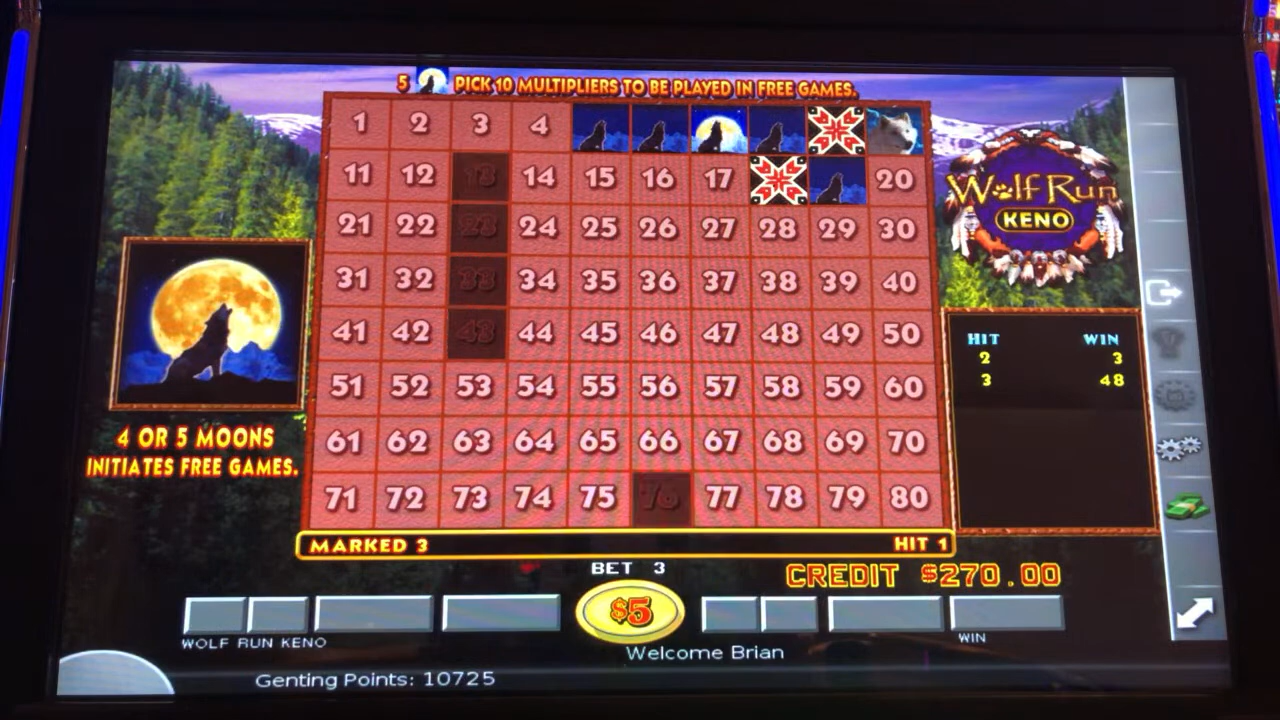 5 PICK 10 MULTIPLIERS TO BE PLAYED IN FREE GAMES.
1 2 3 4
11 12 13 14 15 16 17 20
21 22 23 24 25 26 27 28 29 30
31 32 33 34 35 36 37 38 39 40
41 42 43 44 45 46 47 48 49 50
51 52 53 54 55 56 57 58 59 60
61 62 63 64 65 66 67 68 69 70
71 72 73 74 75 76 77 78 79 80
Wolf Run
KENO
4 OR 5 MOONS
INITIATES FREE GAMES.
HIT WIN
2 3
3 48
MARKED 3 HIT 1
BET 3
CREDIT $270.00
$5
WOLF RUN KENO
WIN
Welcome Brian
Genting Points: 10725